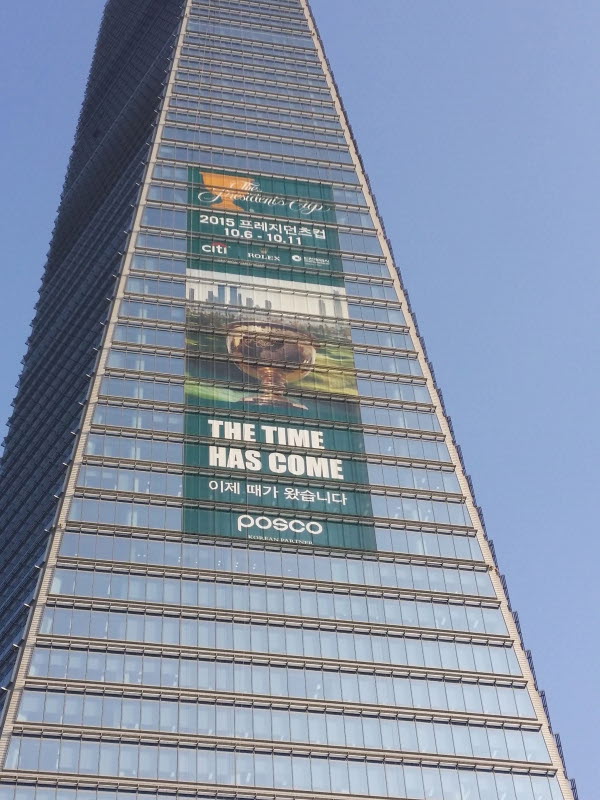 The
Presidents Cup
2015 프레지던츠컵
10.6 - 10.11
citi ROLEX
THE TIME
HAS COME
이제 때가 왔습니다
posco
KOREAN PARTNER